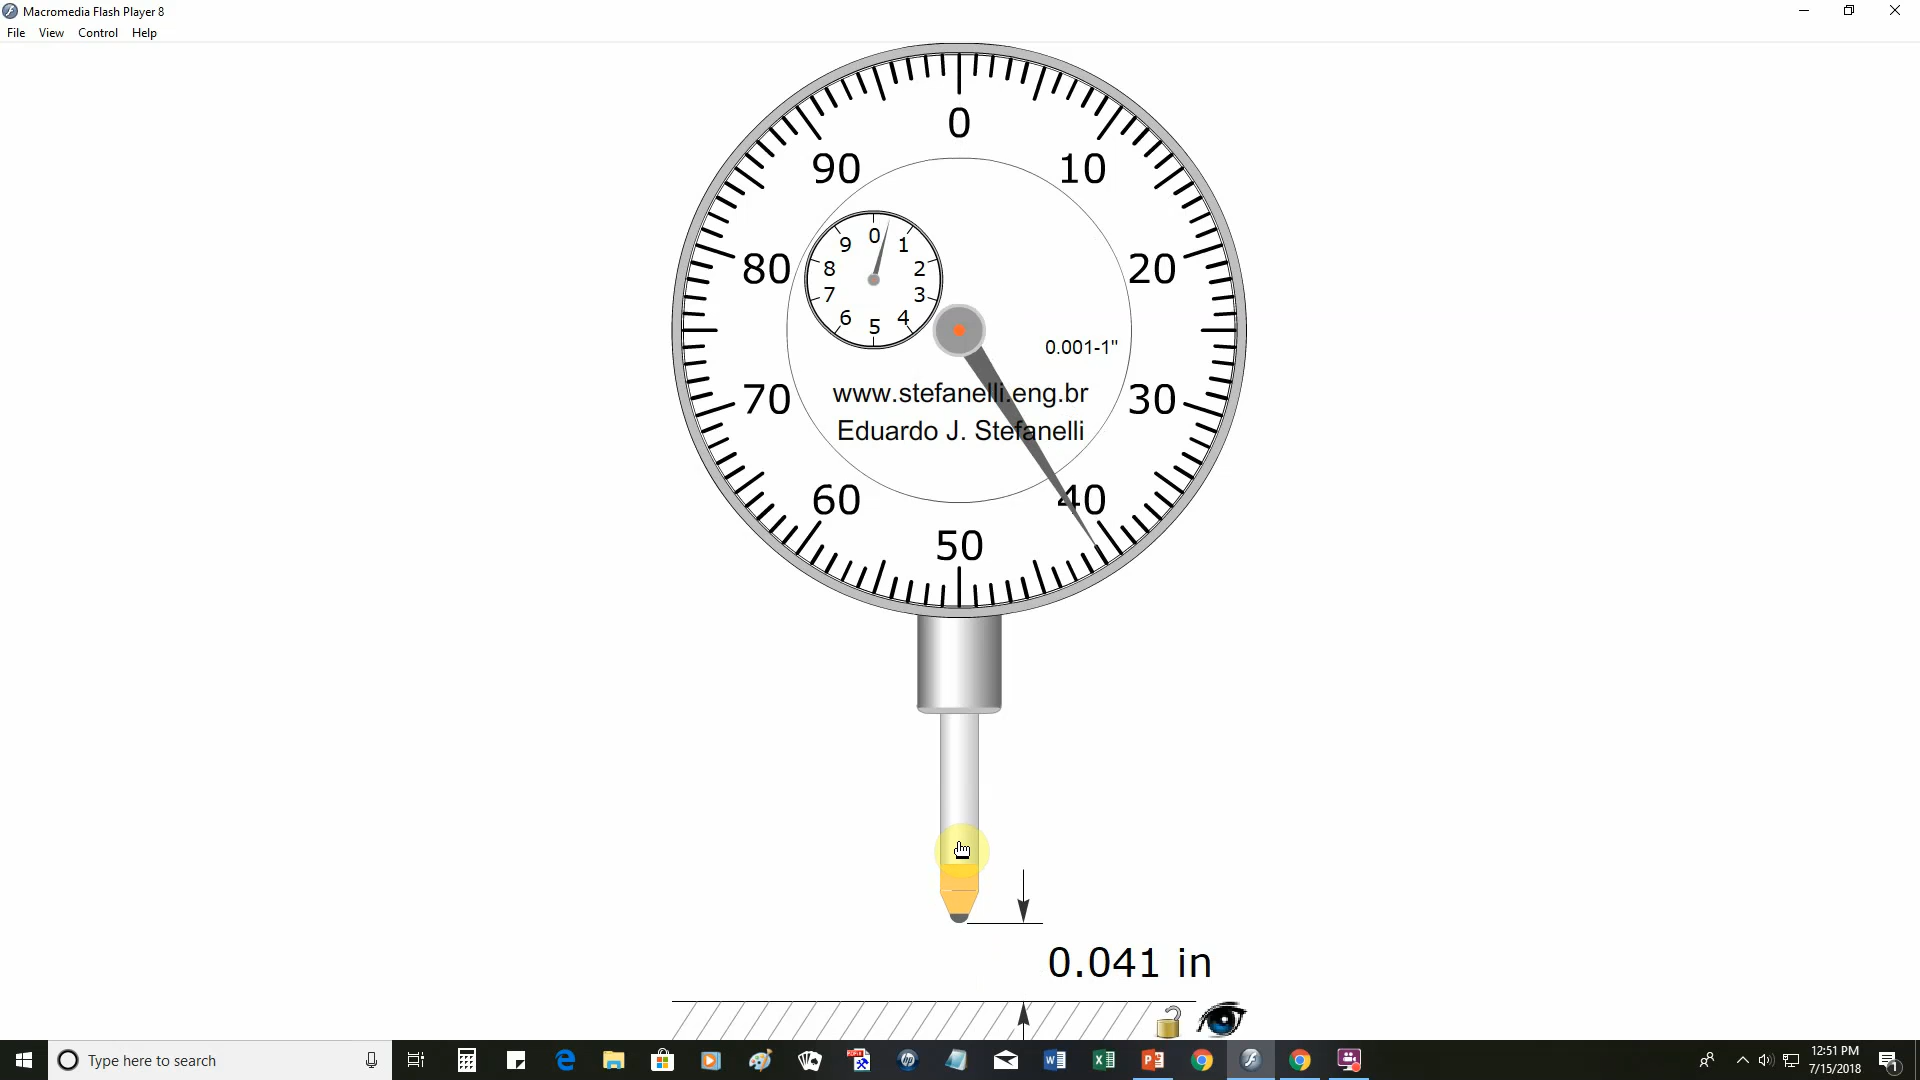 Macromedia Flash Player 8
File View Control Help
0
90 10
80 20
70 30
60 40
50
0
9 1
8 2
7 3
6 4
5
0.001-1"
www.stefanelli.eng.br
Eduardo J. Stefanelli
0.041 in
Type here to search
12:51 PM
7/15/2018
1